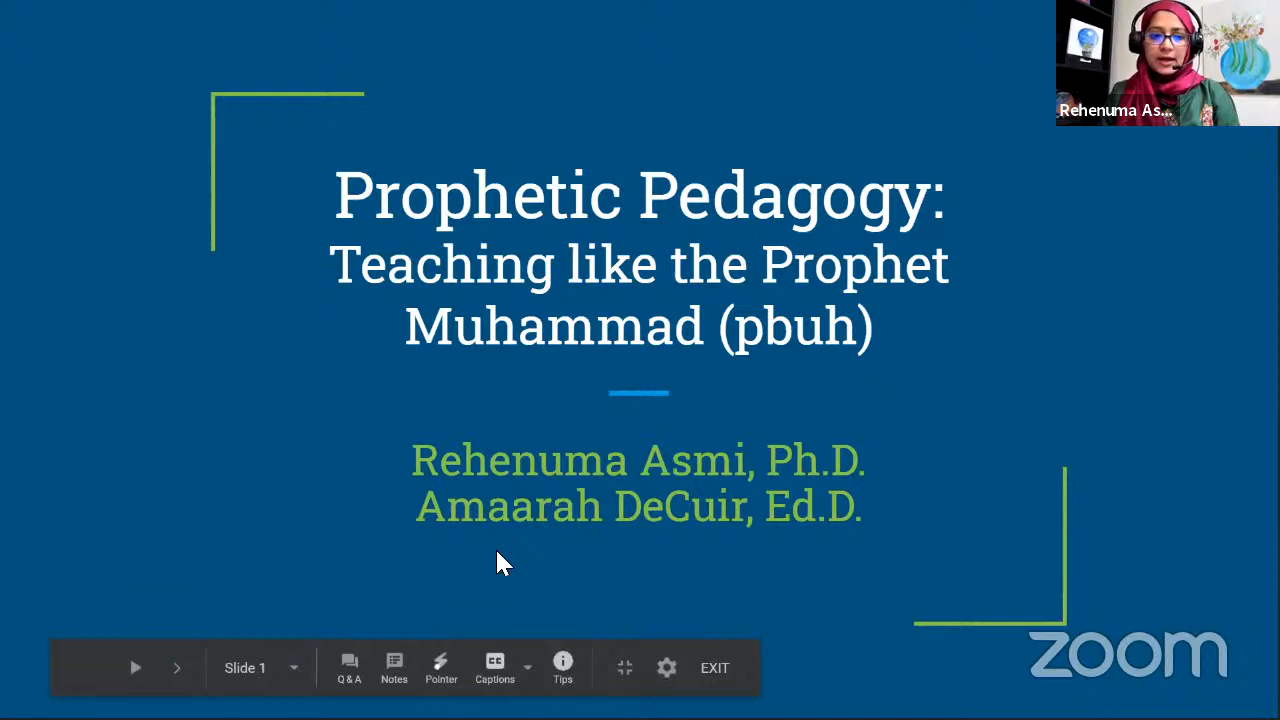 Rehenuma As...
Prophetic Pedagogy:
Teaching like the Prophet
Muhammad (pbuh)
Rehenuma Asmi, Ph.D.
Amaarah DeCuir, Ed.D.
zoom
Slide 1
Q & A
Notes
Pointer
CC
Captions
Tips
EXIT